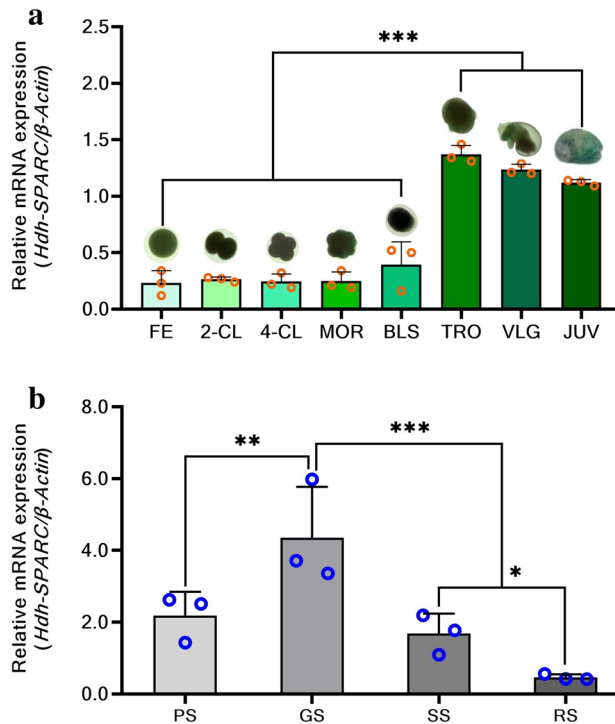 a
Relative mRNA expression
(Hdh-SPARC/β-Actin)
2.5
2.0
1.5
1.0
0.5
0.0
***
FE 2-CL 4-CL MOR BLS TRO VLG JUV
b
Relative mRNA expression
(Hdh-SPARC/β-Actin)
8.0
6.0
4.0
2.0
0.0
**
***
*
PS GS SS RS